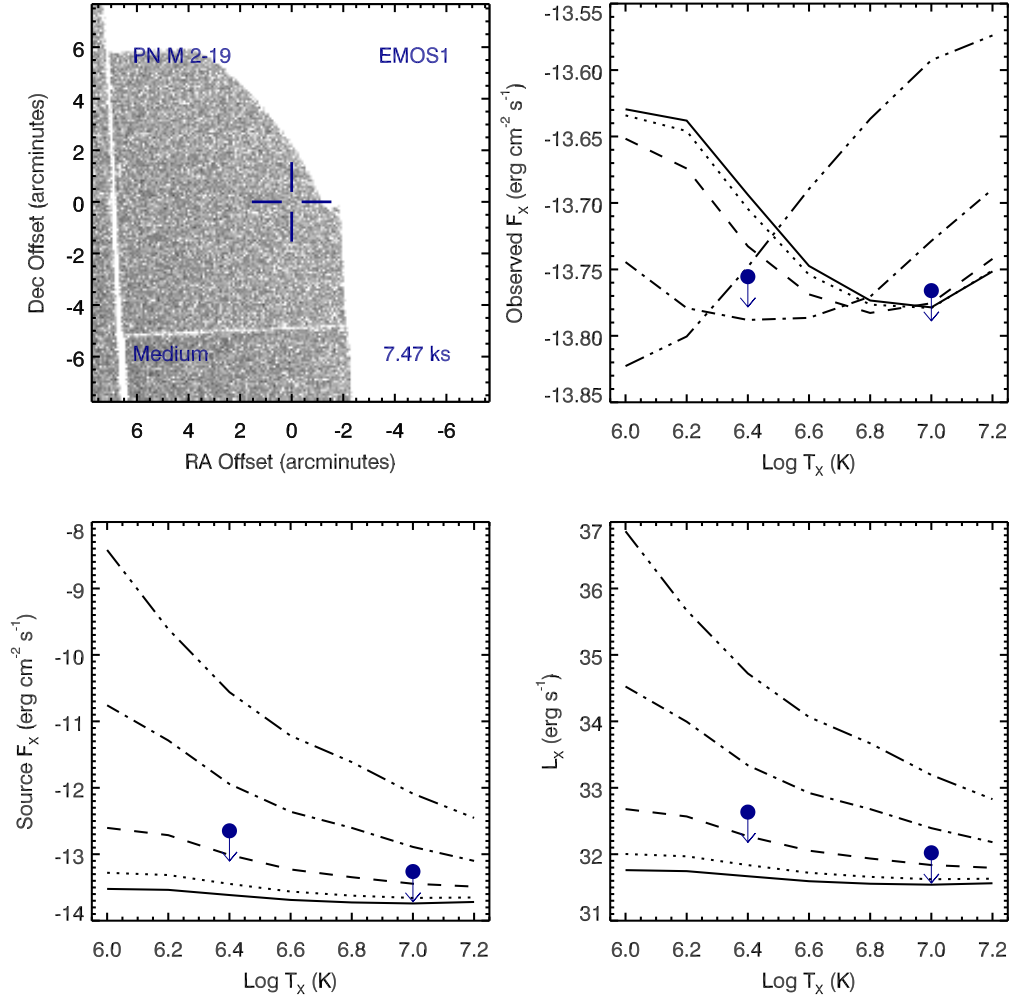 PN M 2-19 EMOS1
6
4
2
0
-2
-4
-6
Dec Offset (arcminutes)
Medium 7.47 ks
6 4 2 0 -2 -4 -6
RA Offset (arcminutes)
-13.55
-13.60
-13.65
-13.70
-13.75
-13.80
-13.85
Observed F_X (erg cm^-2 s^-1)
6.0 6.2 6.4 6.6 6.8 7.0 7.2
Log T_X (K)
-8
-9
-10
-11
-12
-13
-14
Source F_X (erg cm^-2 s^-1)
6.0 6.2 6.4 6.6 6.8 7.0 7.2
Log T_X (K)
37
36
35
34
33
32
31
L_X (erg s^-1)
6.0 6.2 6.4 6.6 6.8 7.0 7.2
Log T_X (K)